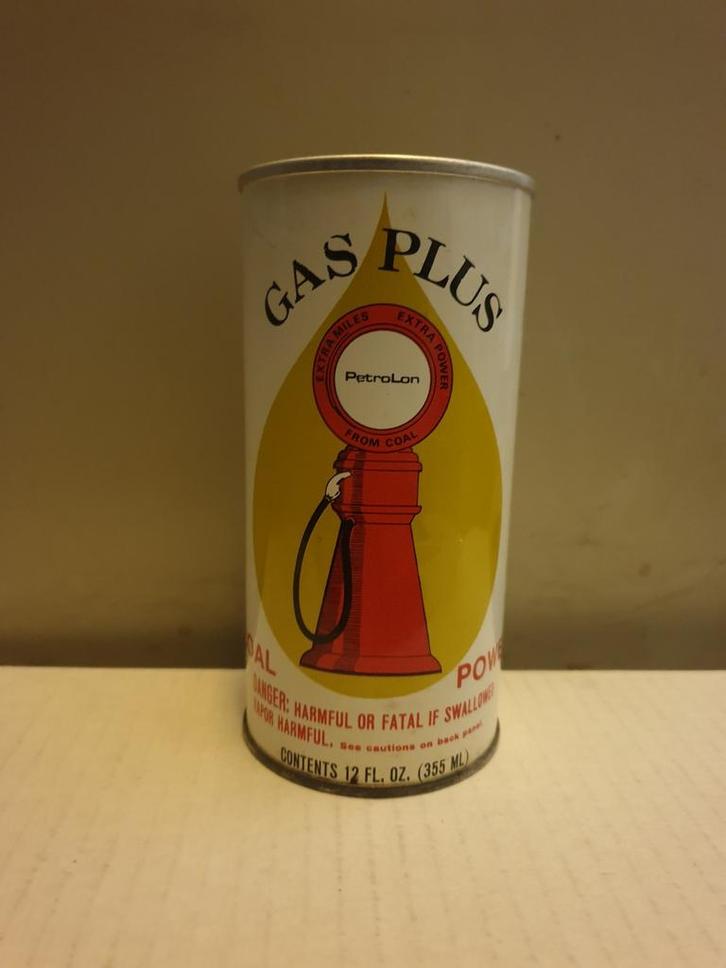 GAS PLUS
EXTRA MILES EXTRA POWER
PetroLon
FROM COAL
OAL
POWE
DANGER: HARMFUL OR FATAL IF SWALLOWED
VAPOR HARMFUL. See cautions on back panel.
CONTENTS 12 FL. OZ. (355 ML)